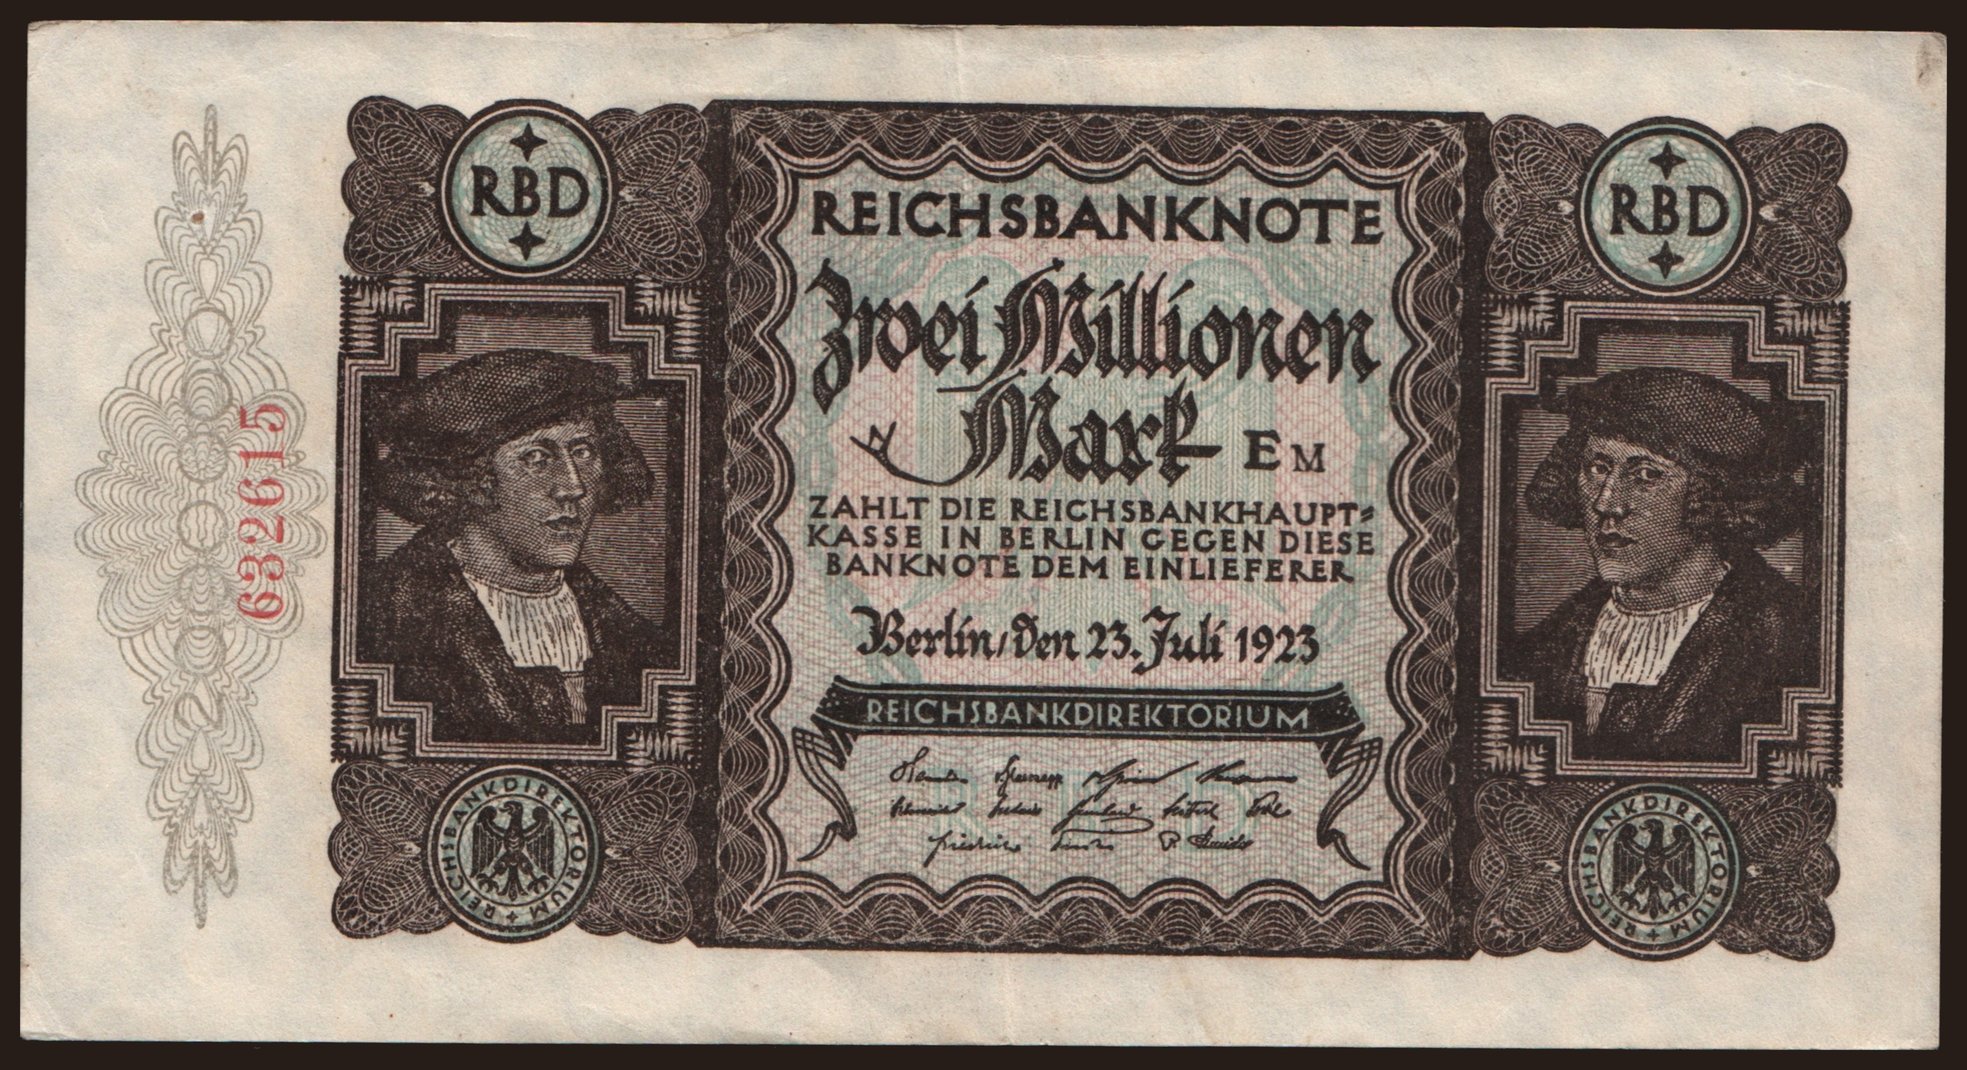 RBD
RBD
REICHSBANKNOTE
Zwei Millionen
Mark EM
ZAHLT DIE REICHSBANKHAUPT=
KASSE IN BERLIN GEGEN DIESE
BANKNOTE DEM EINLIEFERER
Berlin, den 23. Juli 1923
REICHSBANKDIREKTORIUM
632615
REICHSBANKDIREKTORIUM
REICHSBANKDIREKTORIUM